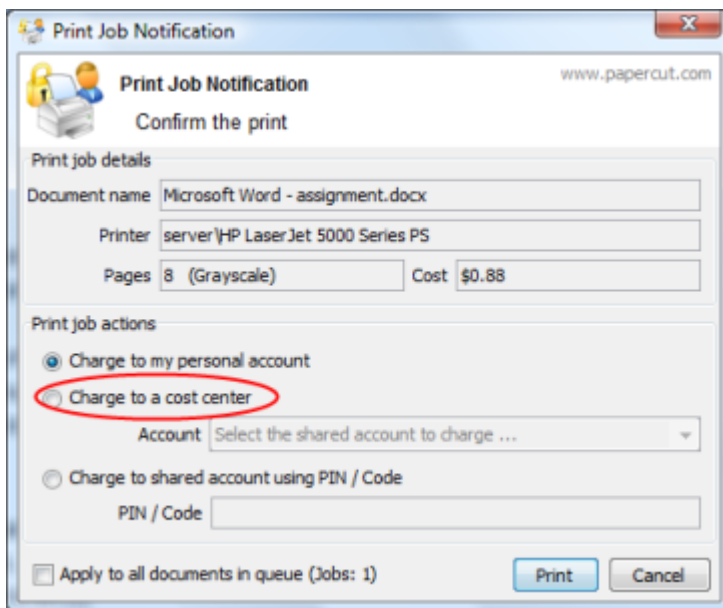 Print Job Notification
www.papercut.com
Print Job Notification
Confirm the print
Print job details
Document name Microsoft Word - assignment.docx
Printer server\HP LaserJet 5000 Series PS
Pages 8 (Grayscale) Cost $0.88
Print job actions
Charge to my personal account
Charge to a cost center
Account Select the shared account to charge ...
Charge to shared account using PIN / Code
PIN / Code
Apply to all documents in queue (Jobs: 1) Print Cancel